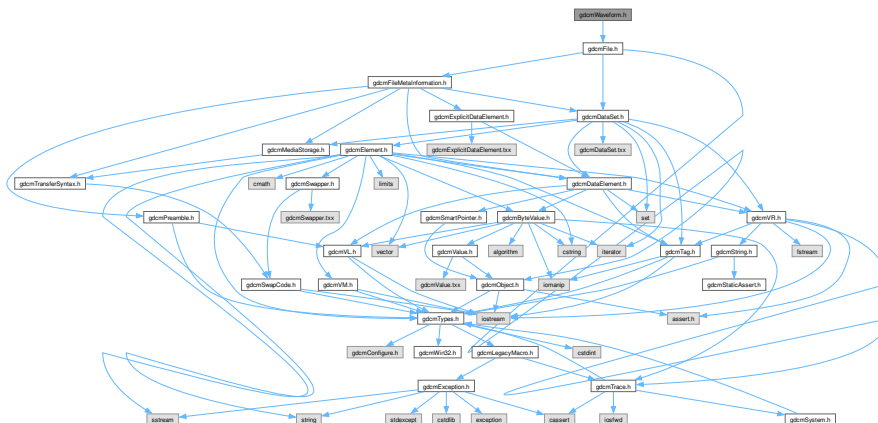 gdcmWaveform.h
gdcmFile.h
gdcmFileMetaInformation.h
gdcmExplicitDataElement.h
gdcmDataSet.h
gdcmMediaStorage.h
gdcmElement.h
gdcmExplicitDataElement.txx
gdcmDataSet.txx
gdcmTransferSyntax.h
cmath
gdcmSwapper.h
limits
gdcmDataElement.h
gdcmPreamble.h
gdcmSwapper.txx
gdcmSmartPointer.h
gdcmByteValue.h
set
gdcmVR.h
gdcmVL.h
vector
gdcmValue.h
algorithm
cstring
iterator
gdcmTag.h
gdcmString.h
fstream
gdcmSwapCode.h
gdcmVM.h
gdcmValue.txx
gdcmObject.h
iomanip
gdcmStaticAssert.h
gdcmTypes.h
iostream
assert.h
gdcmConfigure.h
gdcmWin32.h
gdcmLegacyMacro.h
cstdint
gdcmException.h
gdcmTrace.h
sstream
string
stdexcept
cstdlib
exception
cassert
iosfwd
gdcmSystem.h